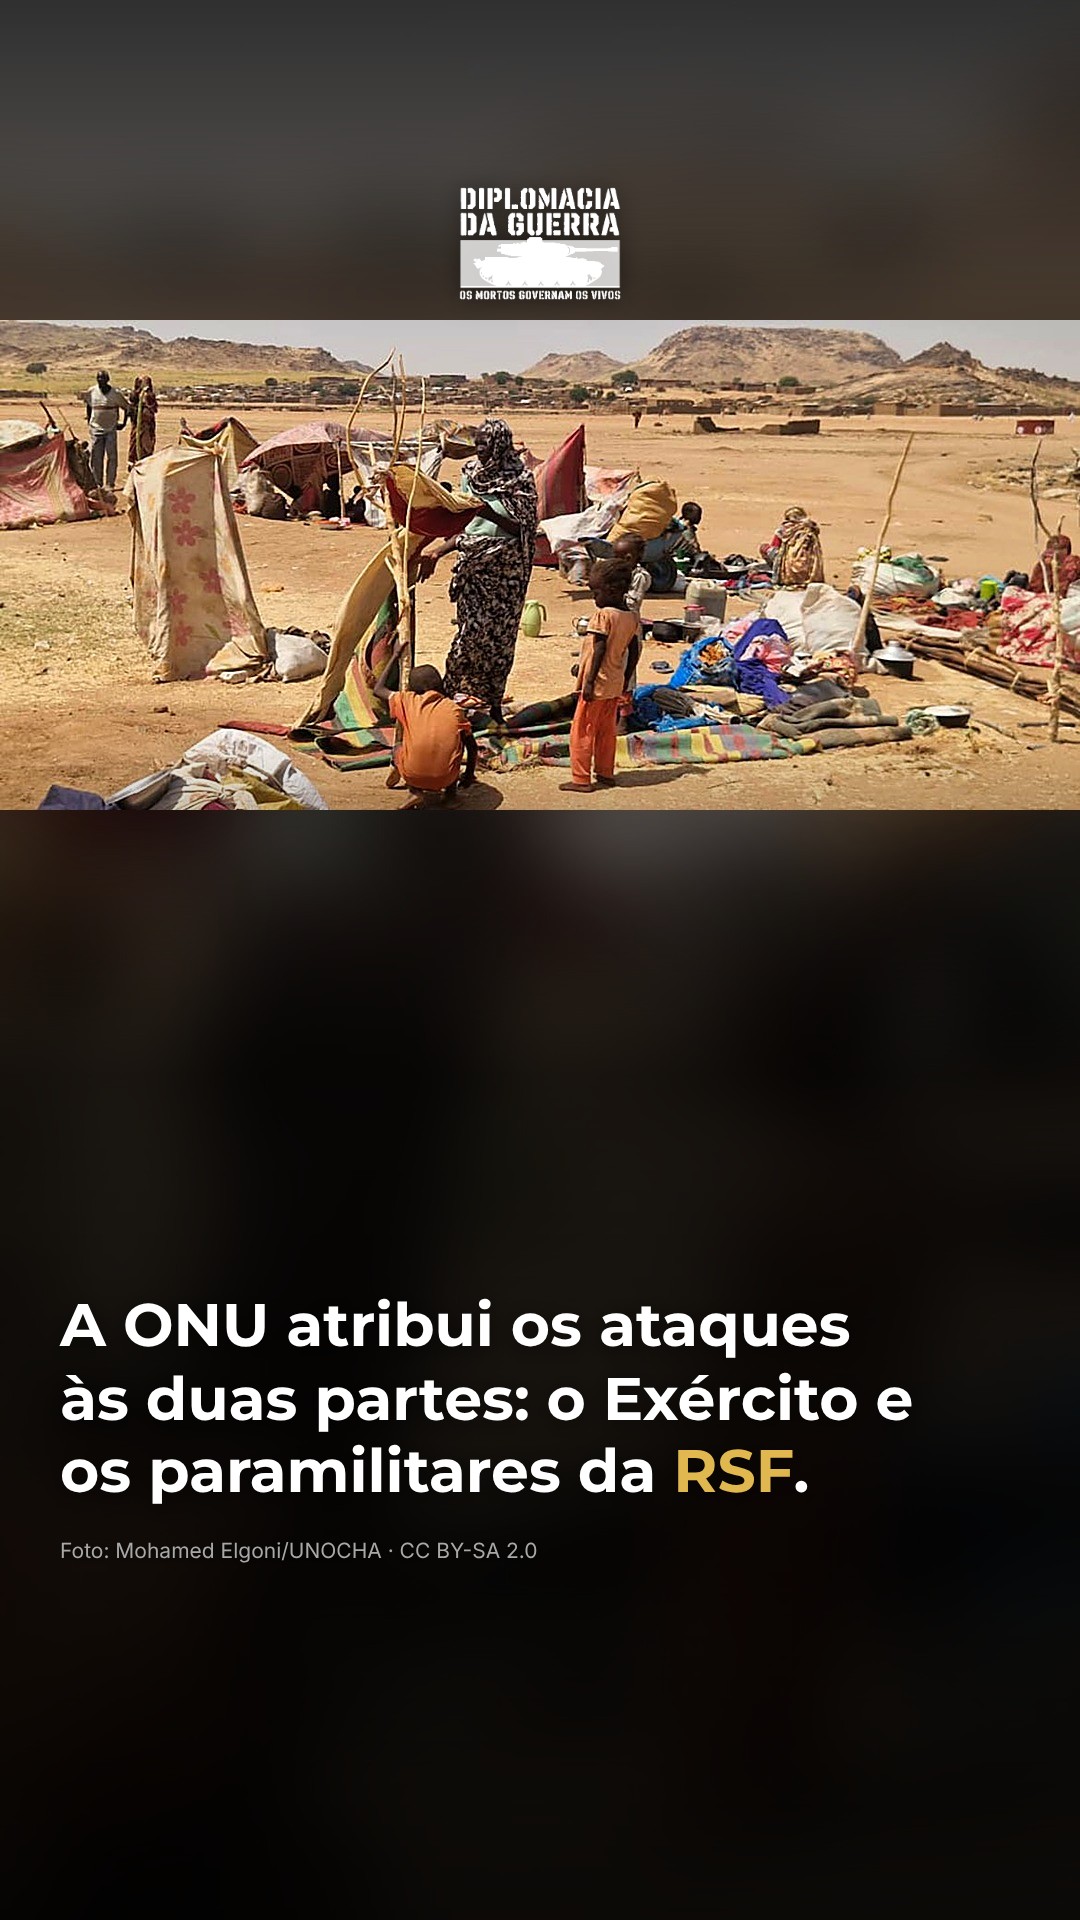 DIPLOMACIA
DA GUERRA
OS MORTOS GOVERNAM OS VIVOS
A ONU atribui os ataques
às duas partes: o Exército e
os paramilitares da RSF.
Foto: Mohamed Elgoni/UNOCHA · CC BY-SA 2.0